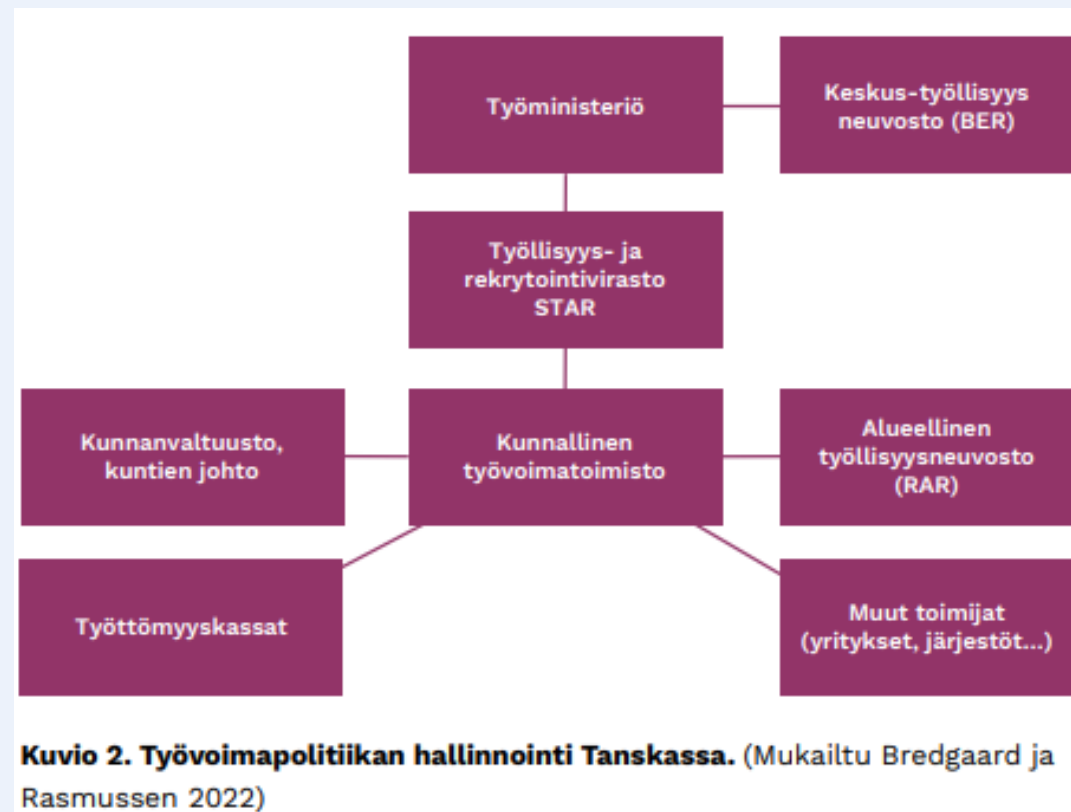 Työministeriö
Keskus-työllisyys
neuvosto (BER)
Työllisyys- ja
rekrytointivirasto
STAR
Kunnanvaltuusto,
kuntien johto
Kunnallinen
työvoimatoimisto
Alueellinen
työllisyysneuvosto
(RAR)
Työttömyyskassat
Muut toimijat
(yritykset, järjestöt...)
Kuvio 2. Työvoimapolitiikan hallinnointi Tanskassa. (Mukailtu Bredgaard ja
Rasmussen 2022)